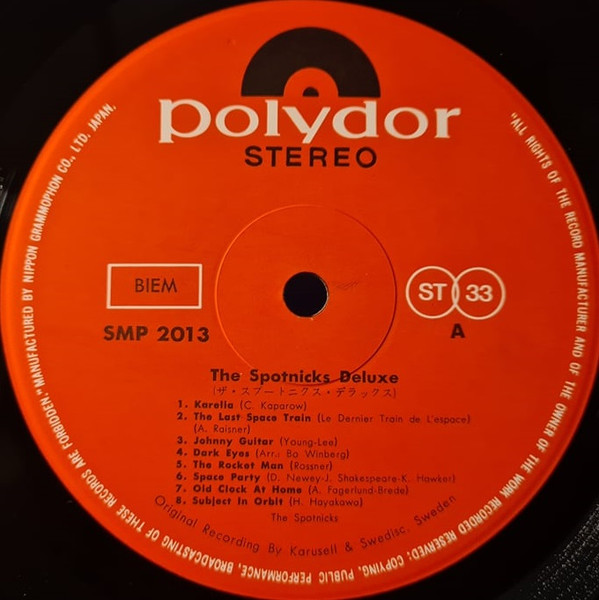 polydor
STEREO
BIEM
ST 33
SMP 2013
A
The Spotnicks Deluxe
(ザ・スプートニクス・デラックス)
1. Karelia (C. Kaparow)
2. The Last Space Train (Le Dernier Train de L'espace)
(A. Raisner)
3. Johnny Guitar (Young-Lee)
4. Dark Eyes (Arr.: Bo Winberg)
5. The Rocket Man (Rossner)
6. Space Party (D. Newey-J. Shakespeare-K. Hawker)
7. Old Clock At Home (A. Fagerlund-Brede)
8. Subject In Orbit (H. Hayakawa)
The Spotnicks
Original Recording By Karusell & Swedisc, Sweden
"ALL RIGHTS OF THE RECORD MANUFACTURER AND OF THE OWNER OF THE WORK RECORDED RESERVED: COPYING, PUBLIC PERFORMANCE, BROADCASTING OF THESE RECORDS ARE FORBIDDEN" MANUFACTURED BY NIPPON GRAMMOPHON CO., LTD. JAPAN.